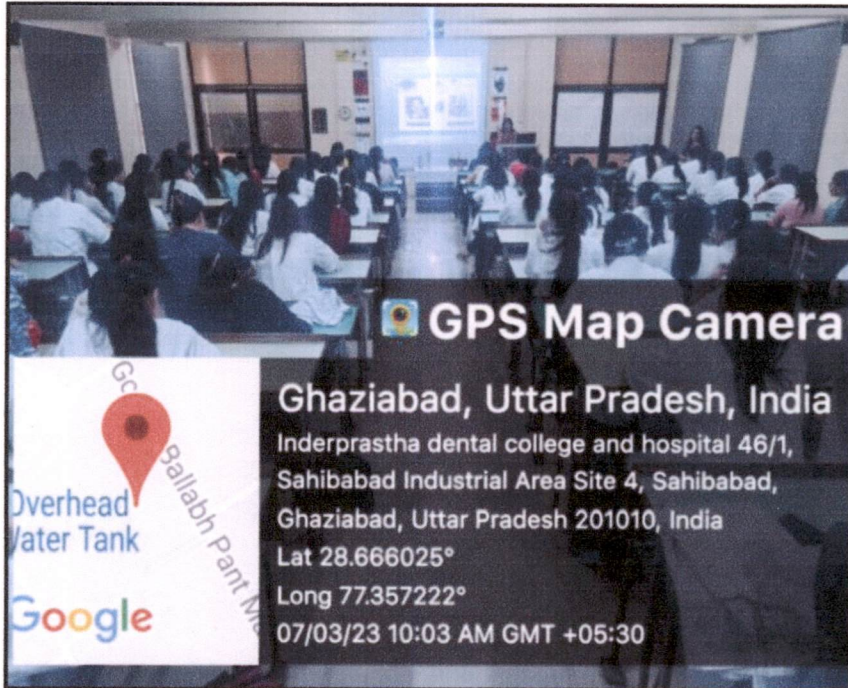 GPS Map Camera
Ghaziabad, Uttar Pradesh, India
Inderprastha dental college and hospital 46/1,
Sahibabad Industrial Area Site 4, Sahibabad,
Ghaziabad, Uttar Pradesh 201010, India
Lat 28.666025°
Long 77.357222°
07/03/23 10:03 AM GMT +05:30
Ballabh Pant
Overhead
Water Tank
Google